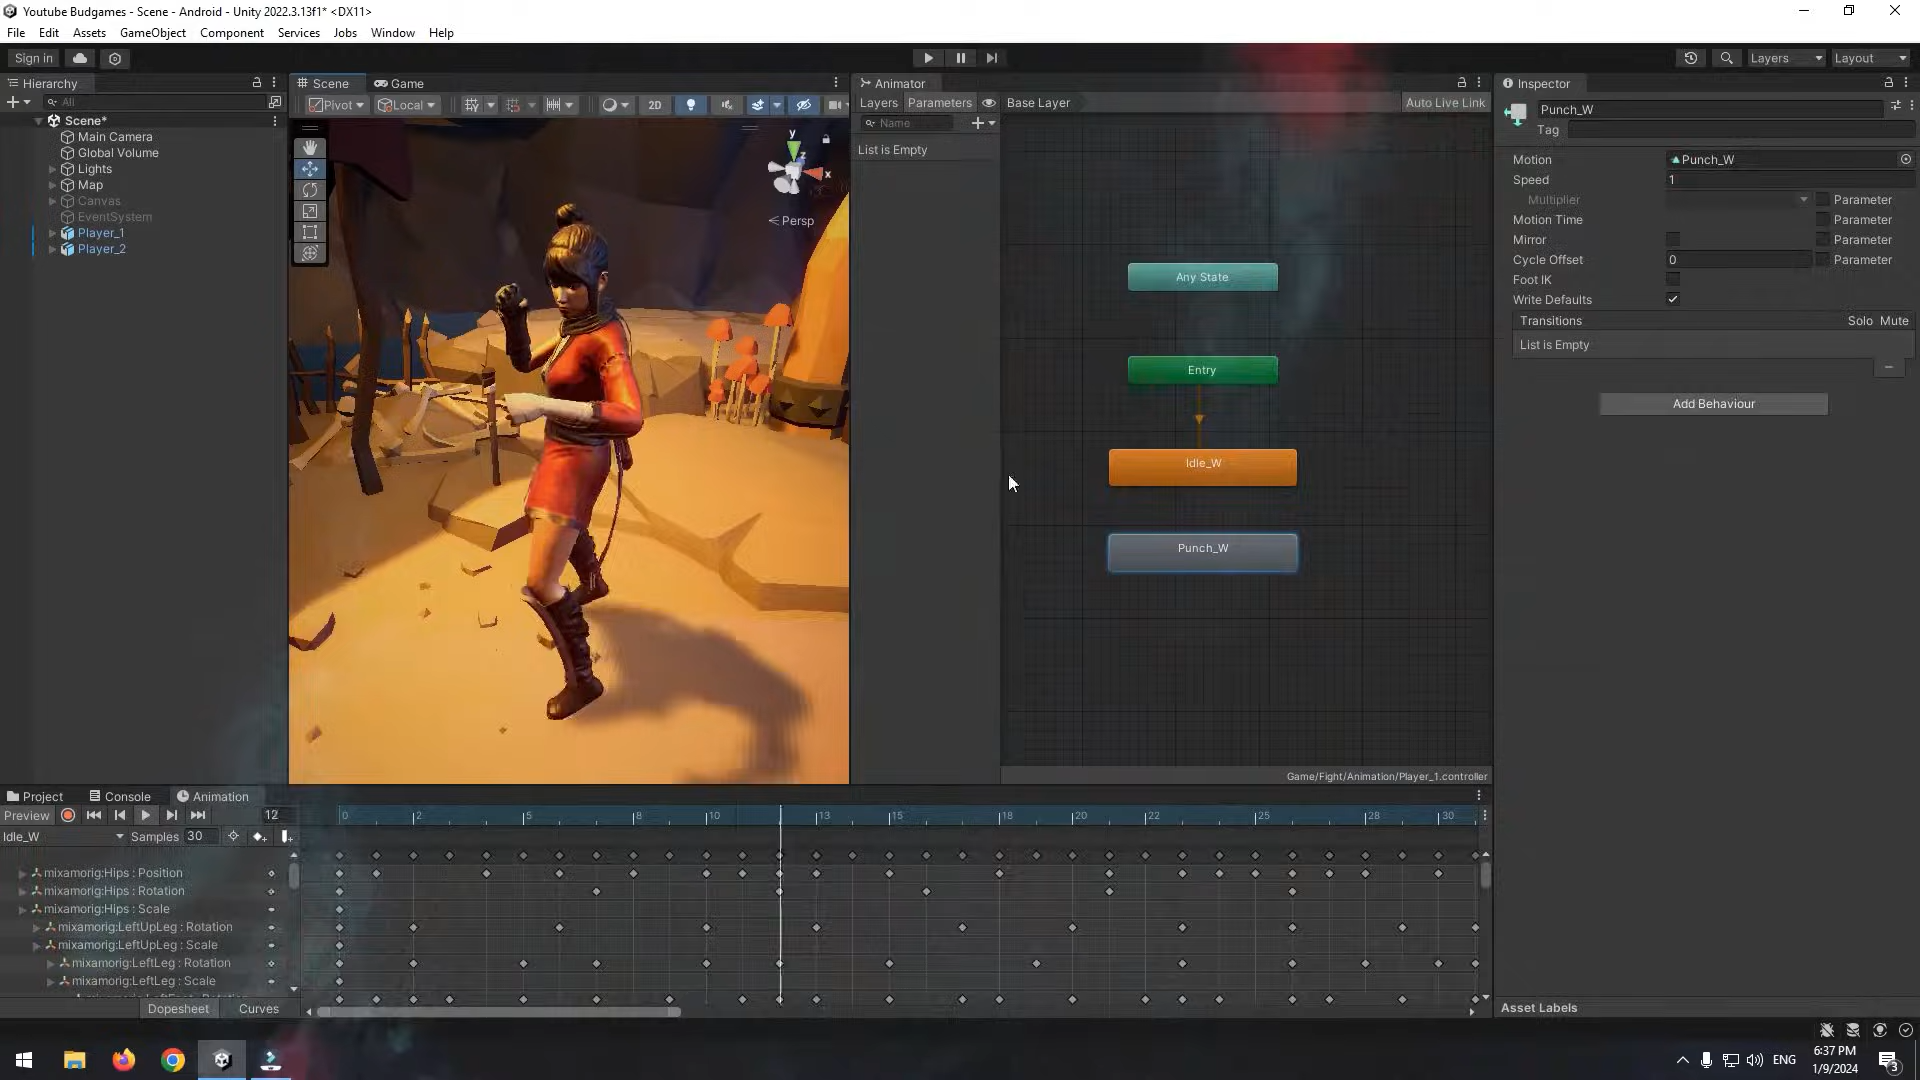 Youtube Budgames - Scene - Android - Unity 2022.3.13f1* <DX11>
File Edit Assets GameObject Component Services Jobs Window Help
Sign in
Layers Layout
Hierarchy
All
Scene*
Main Camera
Global Volume
Lights
Map
Canvas
EventSystem
Player_1
Player_2
Scene Game
Pivot Local 2D
y
z
x
Persp
Animator
Layers Parameters Base Layer Auto Live Link
Name
List is Empty
Any State
Entry
Idle_W
Punch_W
Game/Fight/Animation/Player_1.controller
Inspector
Punch_W
Tag
Motion Punch_W
Speed 1
Multiplier Parameter
Motion Time Parameter
Mirror Parameter
Cycle Offset 0 Parameter
Foot IK
Write Defaults
Transitions Solo Mute
List is Empty
Add Behaviour
Asset Labels
Project Console Animation
Preview 12
0 2 5 8 10 13 15 18 20 22 25 28 30
Idle_W Samples 30
mixamorig:Hips : Position
mixamorig:Hips : Rotation
mixamorig:Hips : Scale
mixamorig:LeftUpLeg : Rotation
mixamorig:LeftUpLeg : Scale
mixamorig:LeftLeg : Rotation
mixamorig:LeftLeg : Scale
Dopesheet Curves
ENG
6:37 PM
1/9/2024
3